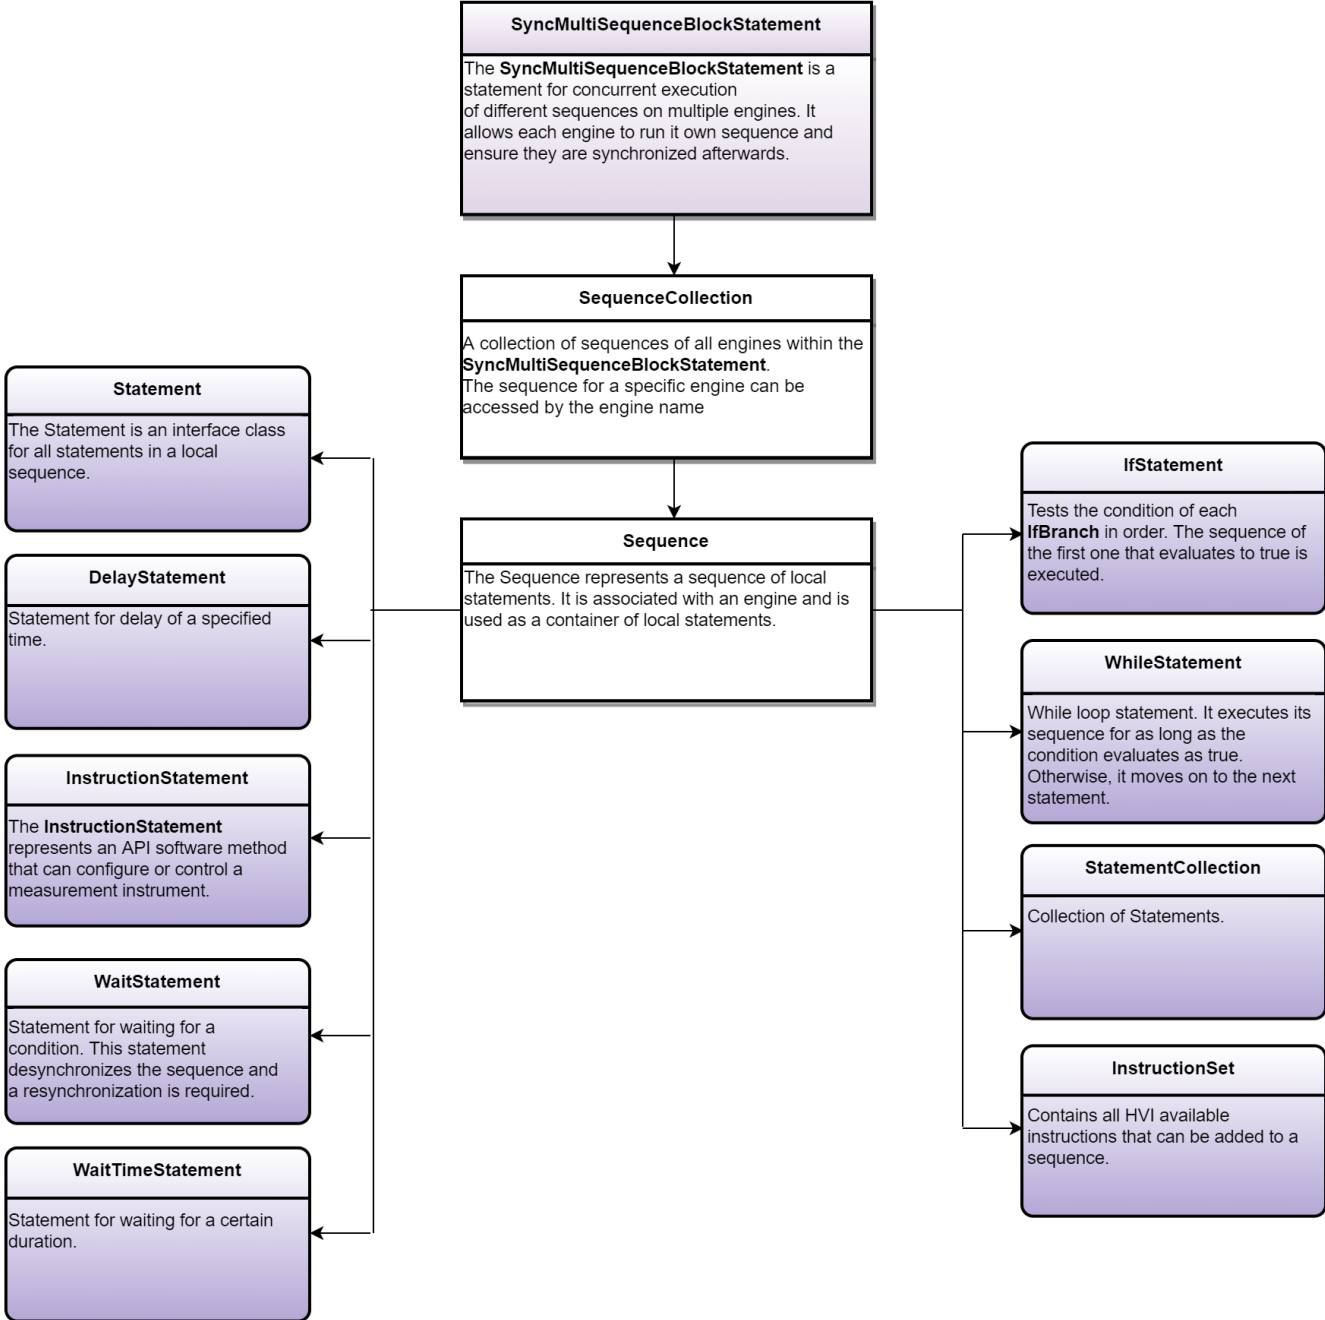 SyncMultiSequenceBlockStatement
The SyncMultiSequenceBlockStatement is a
statement for concurrent execution
of different sequences on multiple engines. It
allows each engine to run it own sequence and
ensure they are synchronized afterwards.
SequenceCollection
A collection of sequences of all engines within the
SyncMultiSequenceBlockStatement.
The sequence for a specific engine can be
accessed by the engine name
Sequence
The Sequence represents a sequence of local
statements. It is associated with an engine and is
used as a container of local statements.
Statement
The Statement is an interface class
for all statements in a local
sequence.
DelayStatement
Statement for delay of a specified
time.
InstructionStatement
The InstructionStatement
represents an API software method
that can configure or control a
measurement instrument.
WaitStatement
Statement for waiting for a
condition. This statement
desynchronizes the sequence and
a resynchronization is required.
WaitTimeStatement
Statement for waiting for a certain
duration.
IfStatement
Tests the condition of each
IfBranch in order. The sequence of
the first one that evaluates to true is
executed.
WhileStatement
While loop statement. It executes its
sequence for as long as the
condition evaluates as true.
Otherwise, it moves on to the next
statement.
StatementCollection
Collection of Statements.
InstructionSet
Contains all HVI available
instructions that can be added to a
sequence.